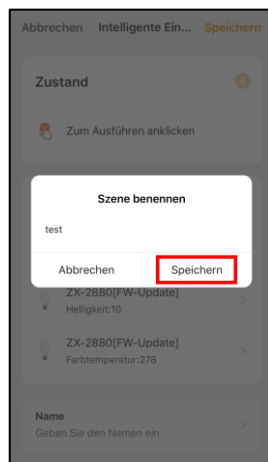 Abbrechen Intelligente Ein... Speichern
Zustand
Zum Ausführen anklicken
Szene benennen
test
Abbrechen Speichern
ZX-2880[FW-Update]
Helligkeit:10
ZX-2880[FW-Update]
Farbtemperatur:278
Name
Geben Sie den Namen ein